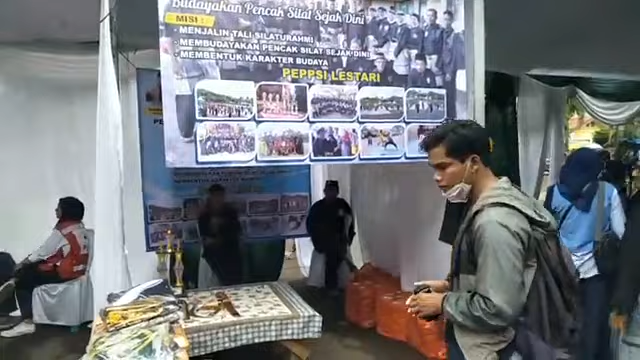 Budayakan Pencak Silat Sejak Dini
MISI :
- MENJALIN TALI SILATURAHMI
- MEMBUDAYAKAN PENCAK SILAT SEJAK DINI
- MEMBENTUK KARAKTER BUDAYA
PEPPSI LESTARI